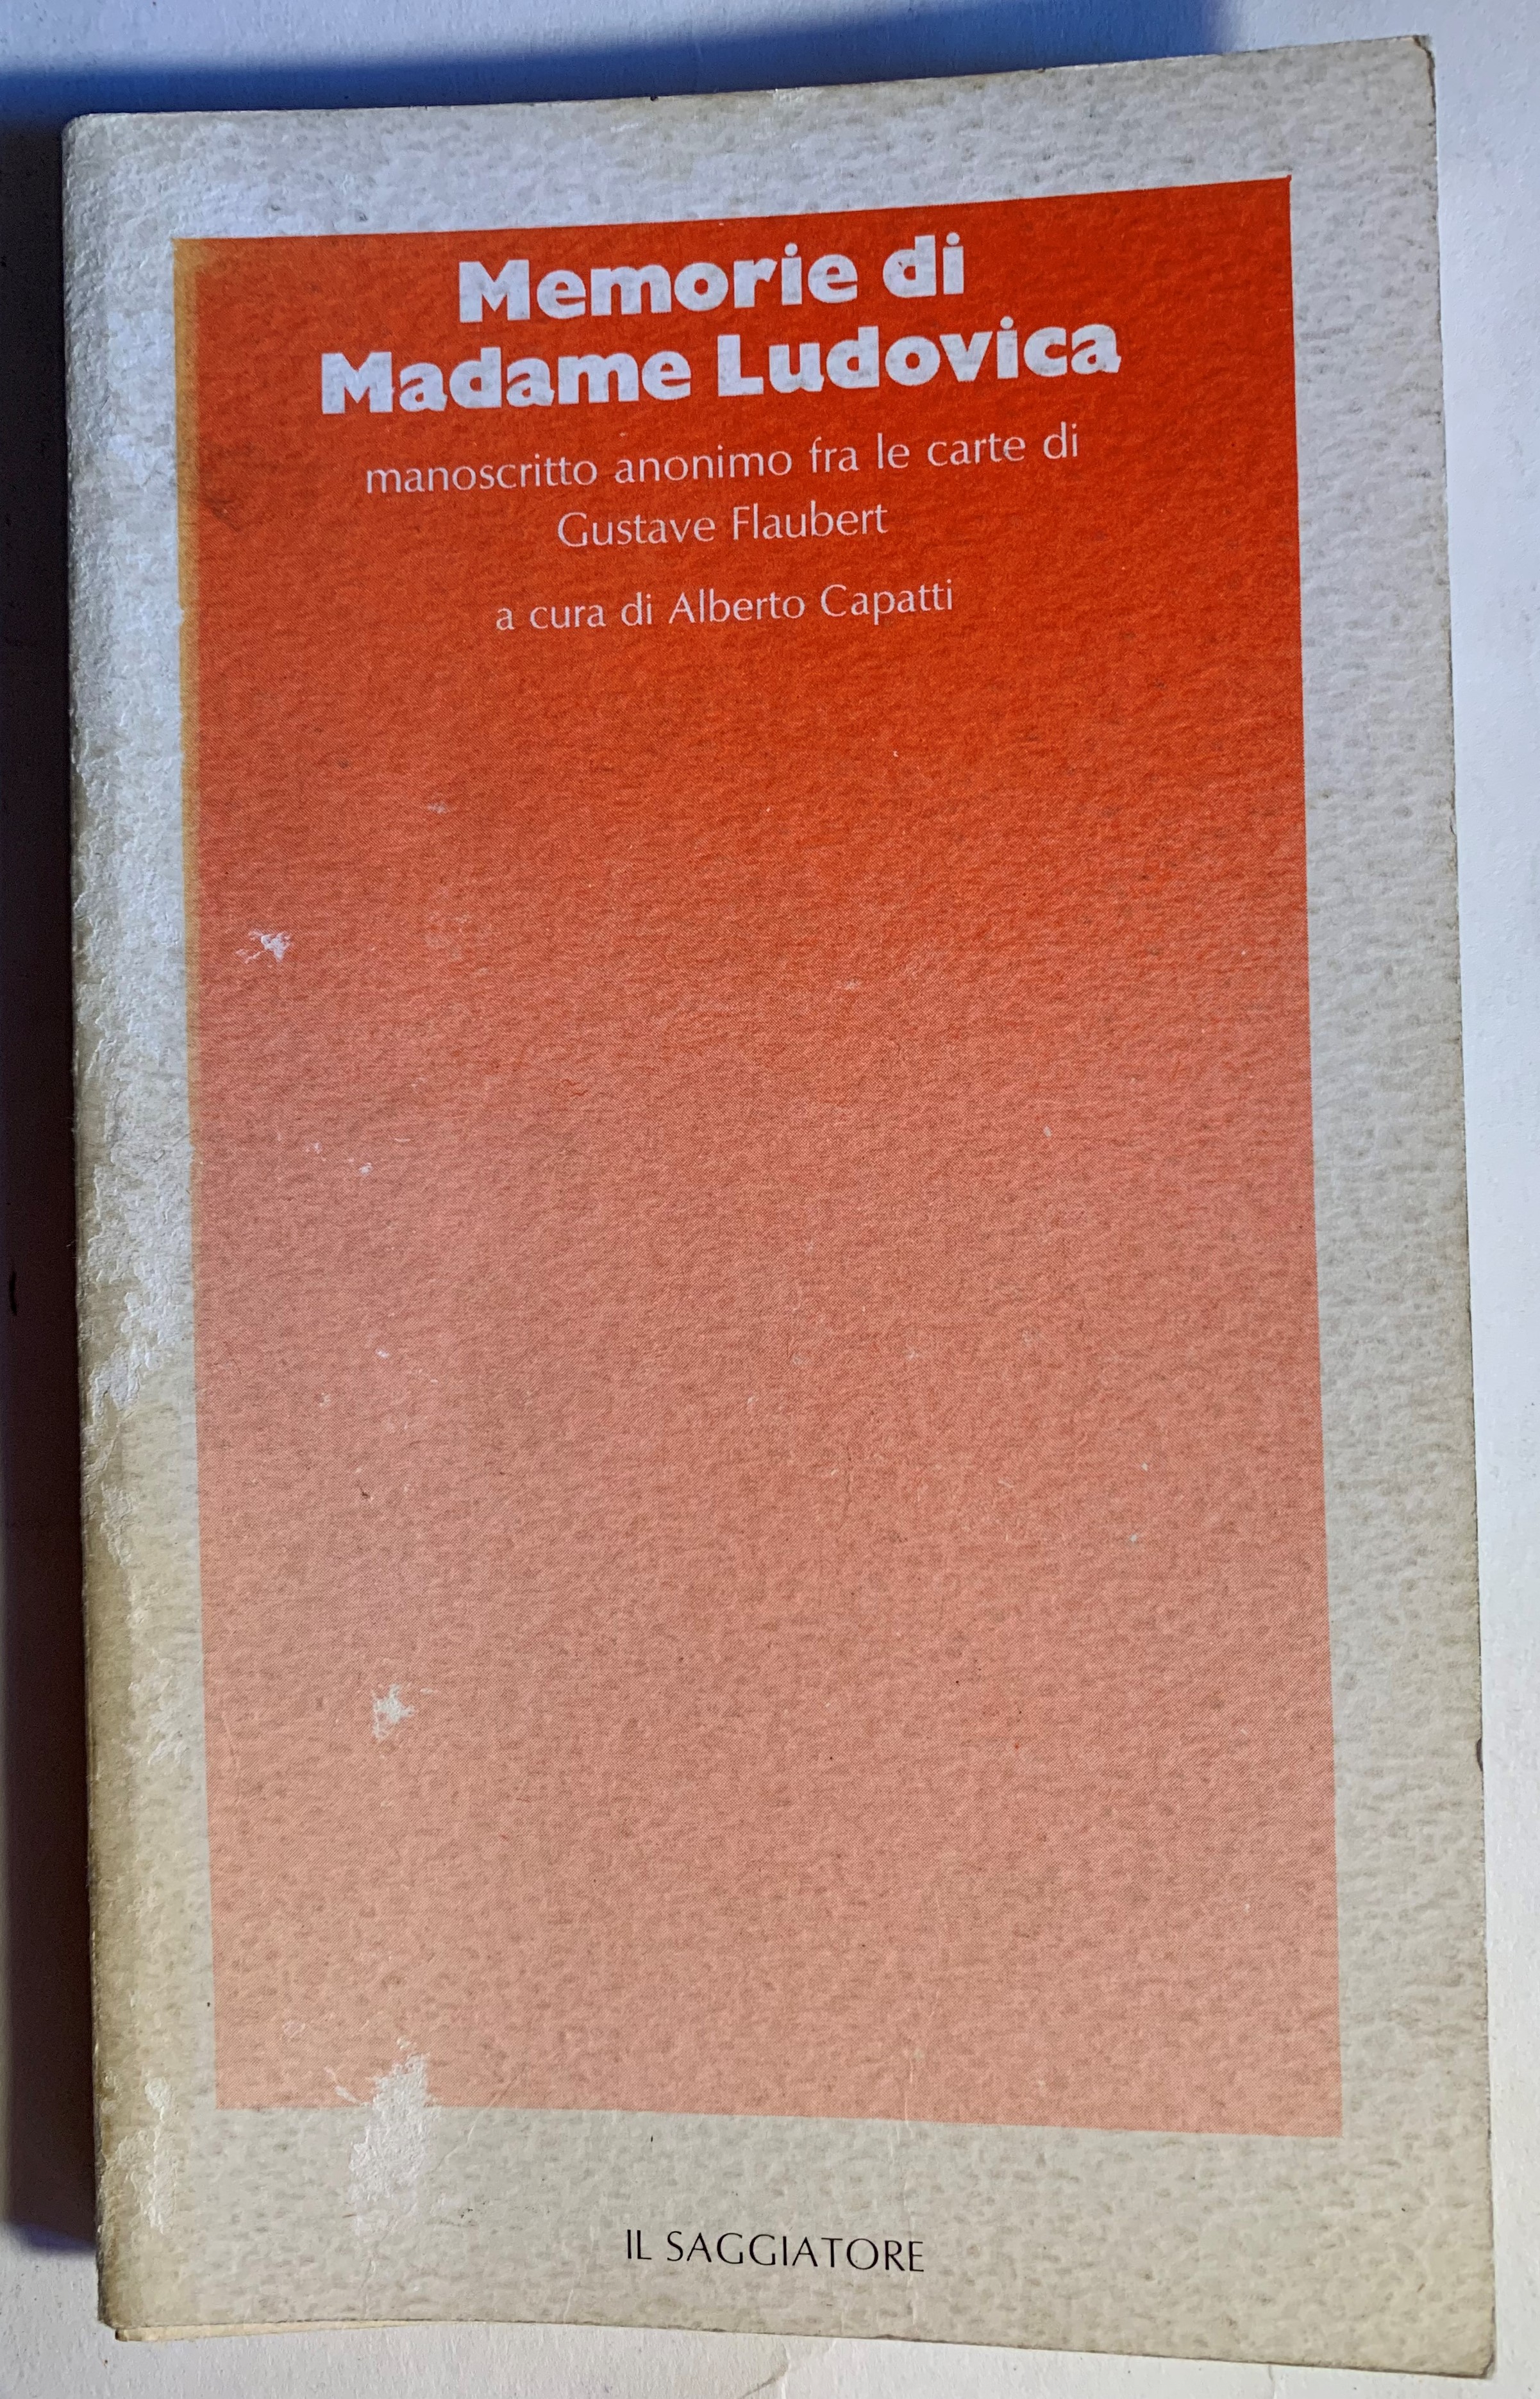 Memorie di
Madame Ludovica
manoscritto anonimo fra le carte di
Gustave Flaubert
a cura di Alberto Capatti
IL SAGGIATORE